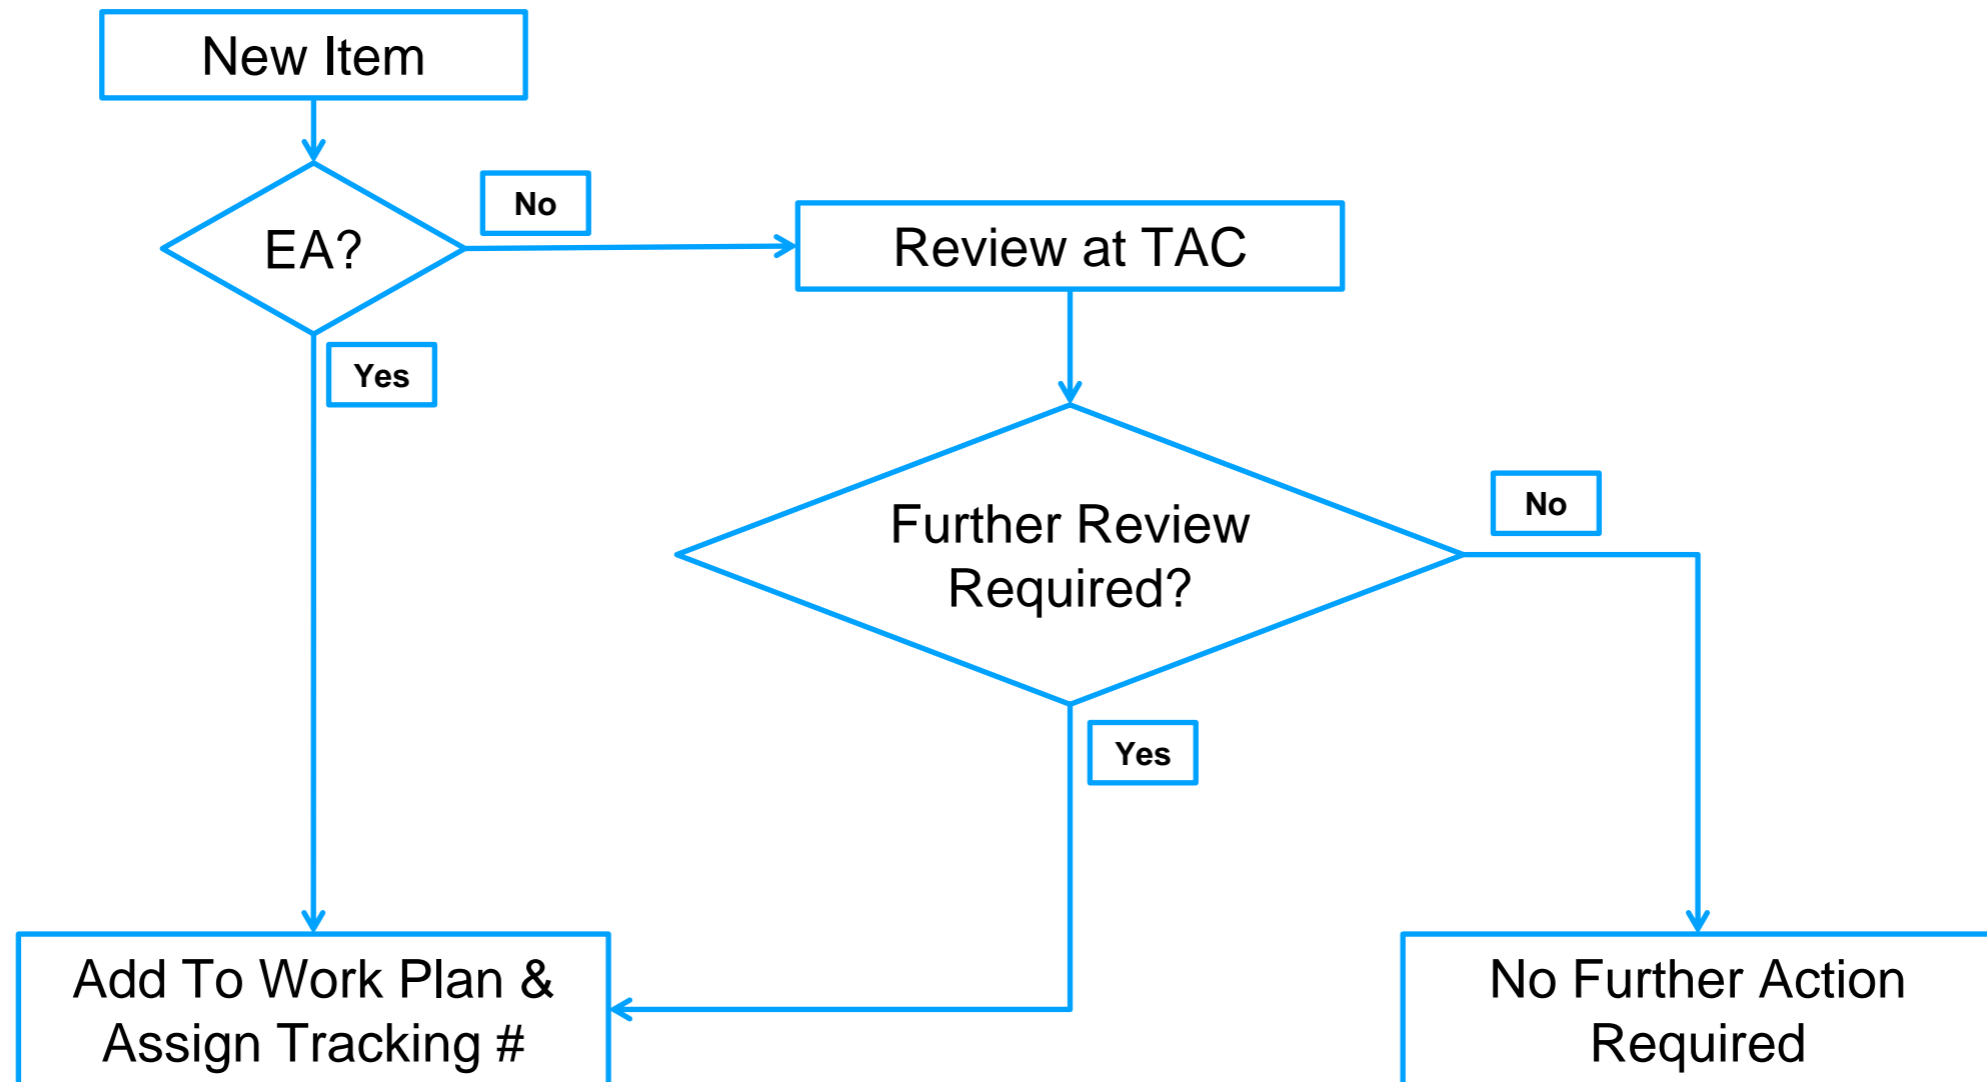 New Item
EA?
No
Review at TAC
Yes
Further Review
Required?
No
Yes
Add To Work Plan &
Assign Tracking #
No Further Action
Required